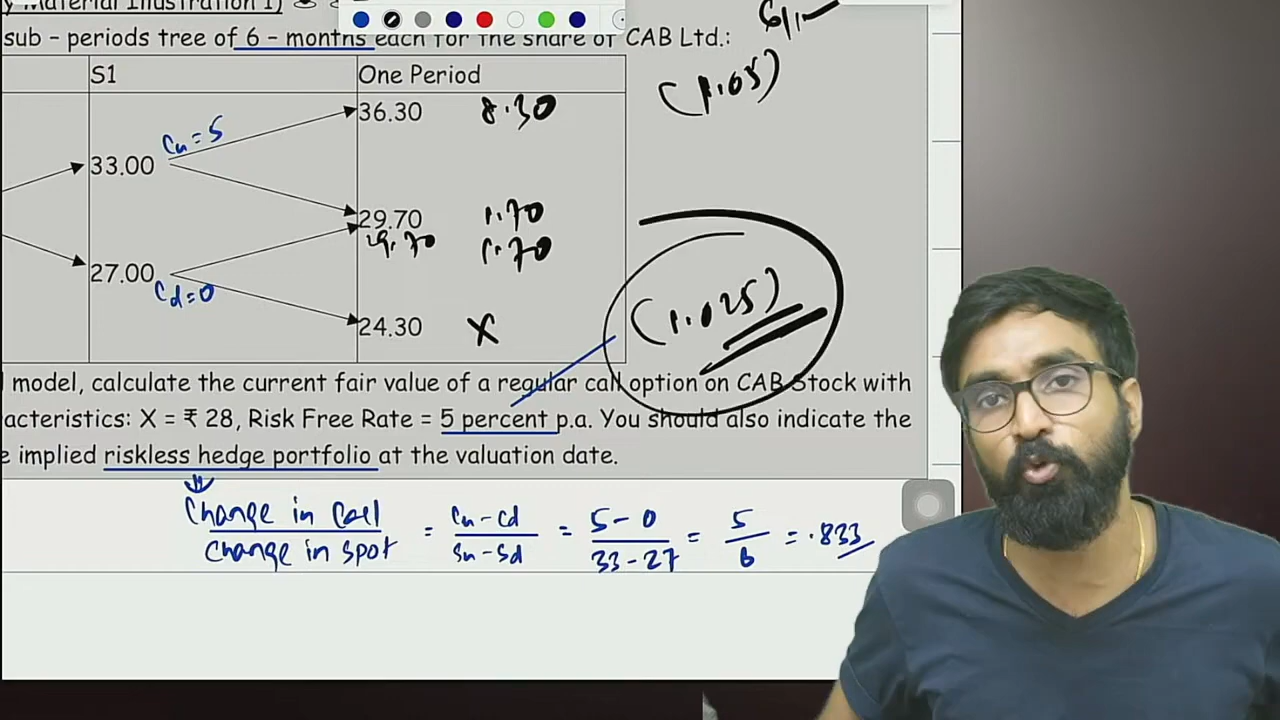 y Material Illustration 1)
sub - periods tree of 6 - months each for the share of CAB Ltd.:
(1.05)
S1 One Period
36.30 8.30
Cu = 5
33.00
29.70 1.70
29.70 1.70
27.00
Cd = 0
24.30 X
(1.025)
model, calculate the current fair value of a regular call option on CAB Stock with
acteristics: X = ₹ 28, Risk Free Rate = 5 percent p.a. You should also indicate the
e implied riskless hedge portfolio at the valuation date.
Change in Call / Change in Spot = Cu - Cd / Su - Sd = 5 - 0 / 33 - 27 = 5 / 6 = .833